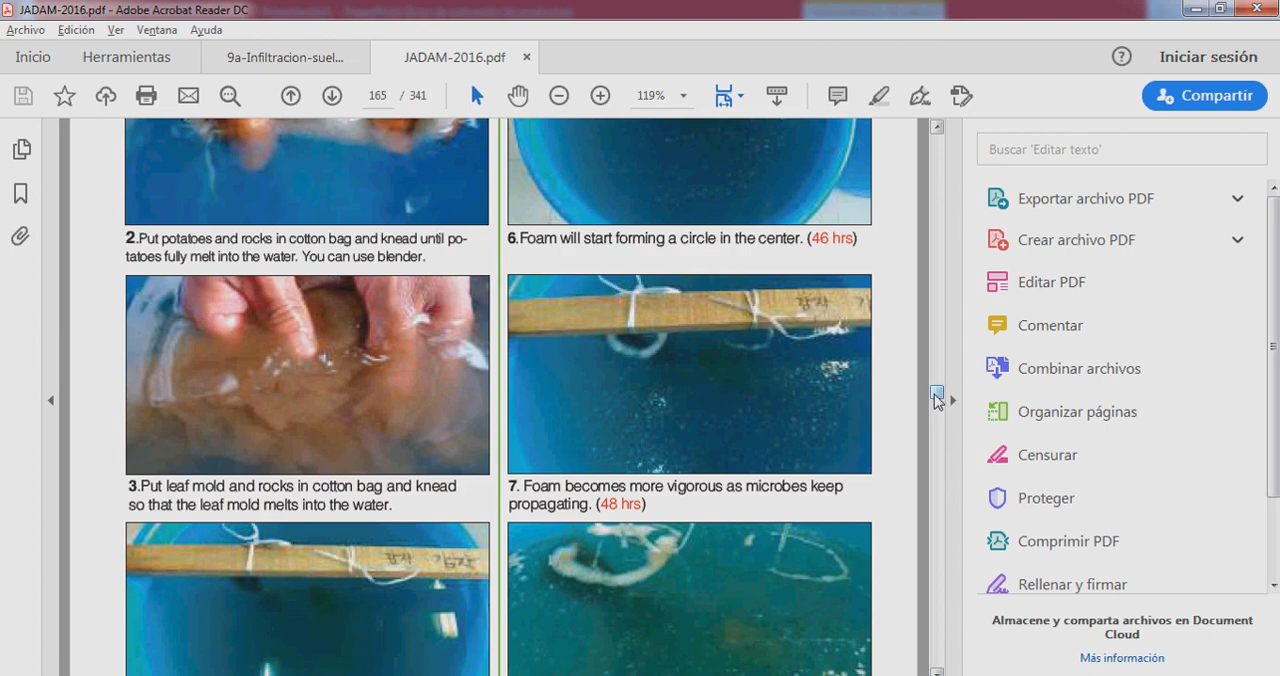 JADAM-2016.pdf - Adobe Acrobat Reader DC
Archivo Edición Ver Ventana Ayuda
Inicio Herramientas 9a-Infiltracion-suel... JADAM-2016.pdf × ? Iniciar sesión
165 / 341 119% Compartir
2.Put potatoes and rocks in cotton bag and knead until po-
tatoes fully melt into the water. You can use blender.
3.Put leaf mold and rocks in cotton bag and knead
so that the leaf mold melts into the water.
6.Foam will start forming a circle in the center. (46 hrs)
7. Foam becomes more vigorous as microbes keep
propagating. (48 hrs)
Buscar 'Editar texto'
Exportar archivo PDF
Crear archivo PDF
Editar PDF
Comentar
Combinar archivos
Organizar páginas
Censurar
Proteger
Comprimir PDF
Rellenar y firmar
Almacene y comparta archivos en Document
Cloud
Más información